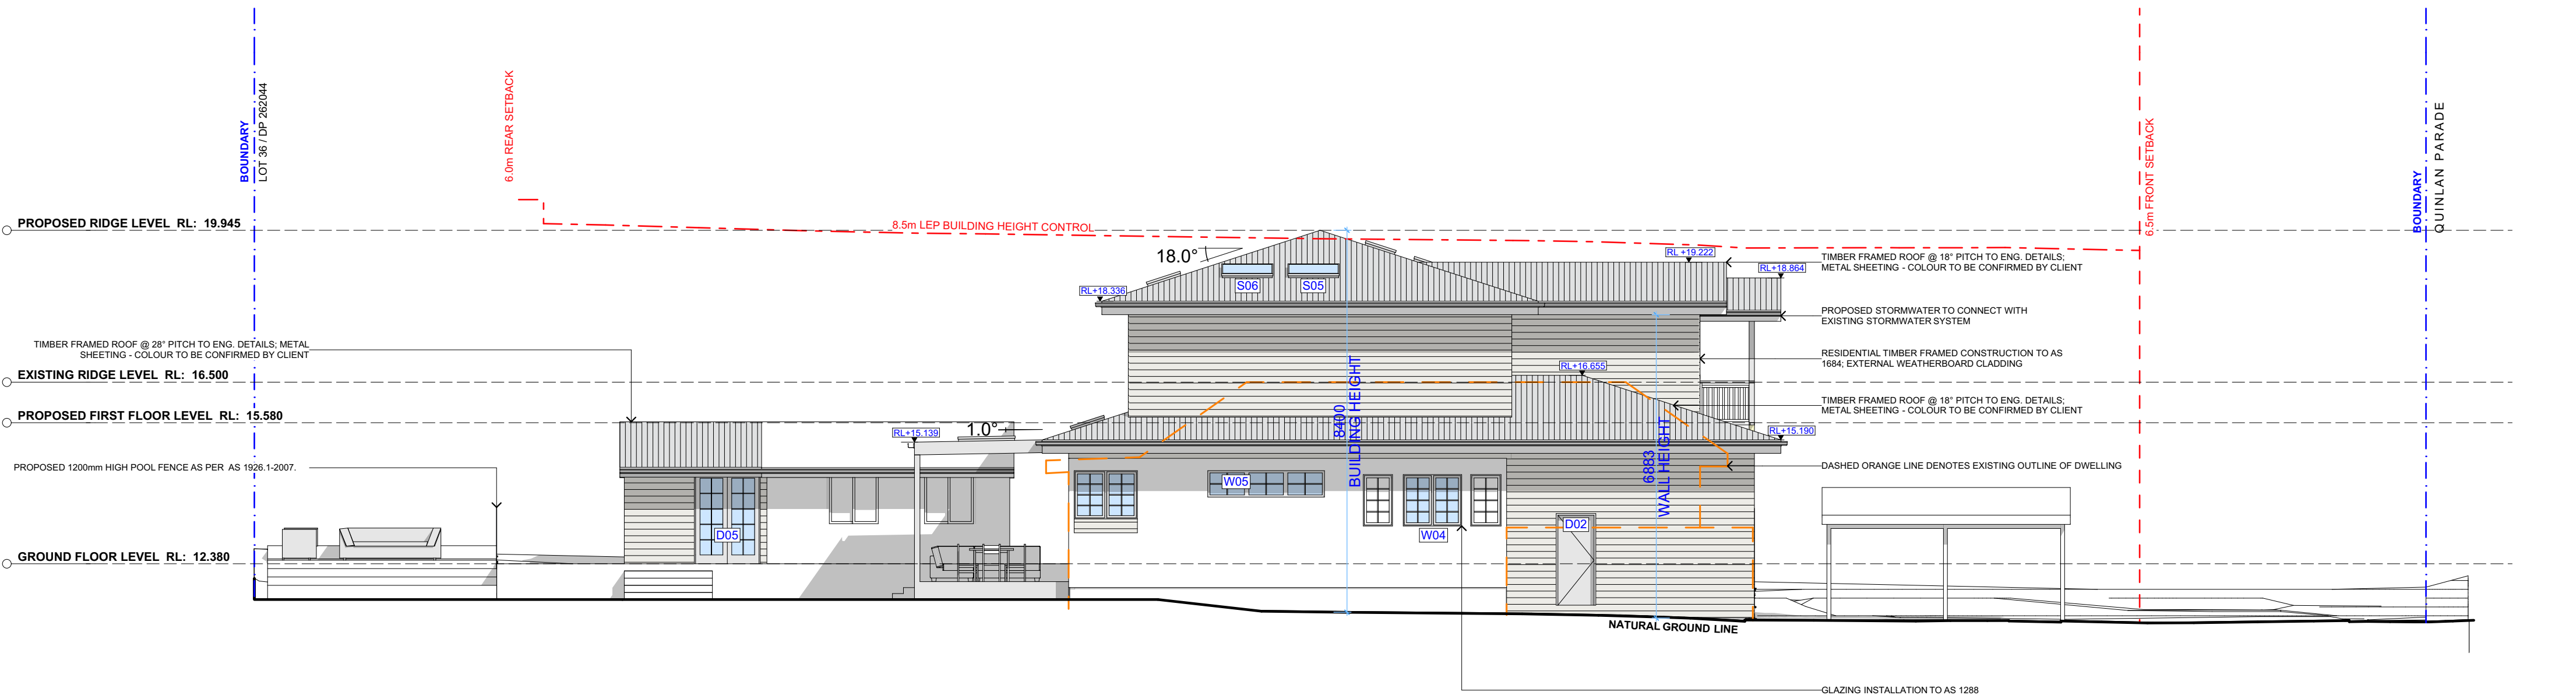 BOUNDARY
LOT 36 / DP 262044
6.0m REAR SETBACK
PROPOSED RIDGE LEVEL  RL:  19.945
8.5m LEP BUILDING HEIGHT CONTROL
18.0°
S06
S05
RL+18.336
RL +19.222
RL+18.864
6.5m FRONT SETBACK
BOUNDARY
QUINLAN PARADE
TIMBER FRAMED ROOF @ 18° PITCH TO ENG. DETAILS;
METAL SHEETING - COLOUR TO BE CONFIRMED BY CLIENT
PROPOSED STORMWATER TO CONNECT WITH
EXISTING STORMWATER SYSTEM
TIMBER FRAMED ROOF @ 28° PITCH TO ENG. DETAILS; METAL
SHEETING - COLOUR TO BE CONFIRMED BY CLIENT
RESIDENTIAL TIMBER FRAMED CONSTRUCTION TO AS
1684; EXTERNAL WEATHERBOARD CLADDING
EXISTING RIDGE LEVEL  RL:  16.500
RL+16.655
TIMBER FRAMED ROOF @ 18° PITCH TO ENG. DETAILS;
METAL SHEETING - COLOUR TO BE CONFIRMED BY CLIENT
PROPOSED FIRST FLOOR LEVEL  RL:  15.580
RL+15.139
1.0°
8400
BUILDING HEIGHT
6883
WALL HEIGHT
RL+15.190
PROPOSED 1200mm HIGH POOL FENCE AS PER  AS 1926.1-2007.
DASHED ORANGE LINE DENOTES EXISTING OUTLINE OF DWELLING
W05
D05
W04
D02
GROUND FLOOR LEVEL  RL:  12.380
NATURAL GROUND LINE
GLAZING INSTALLATION TO AS 1288